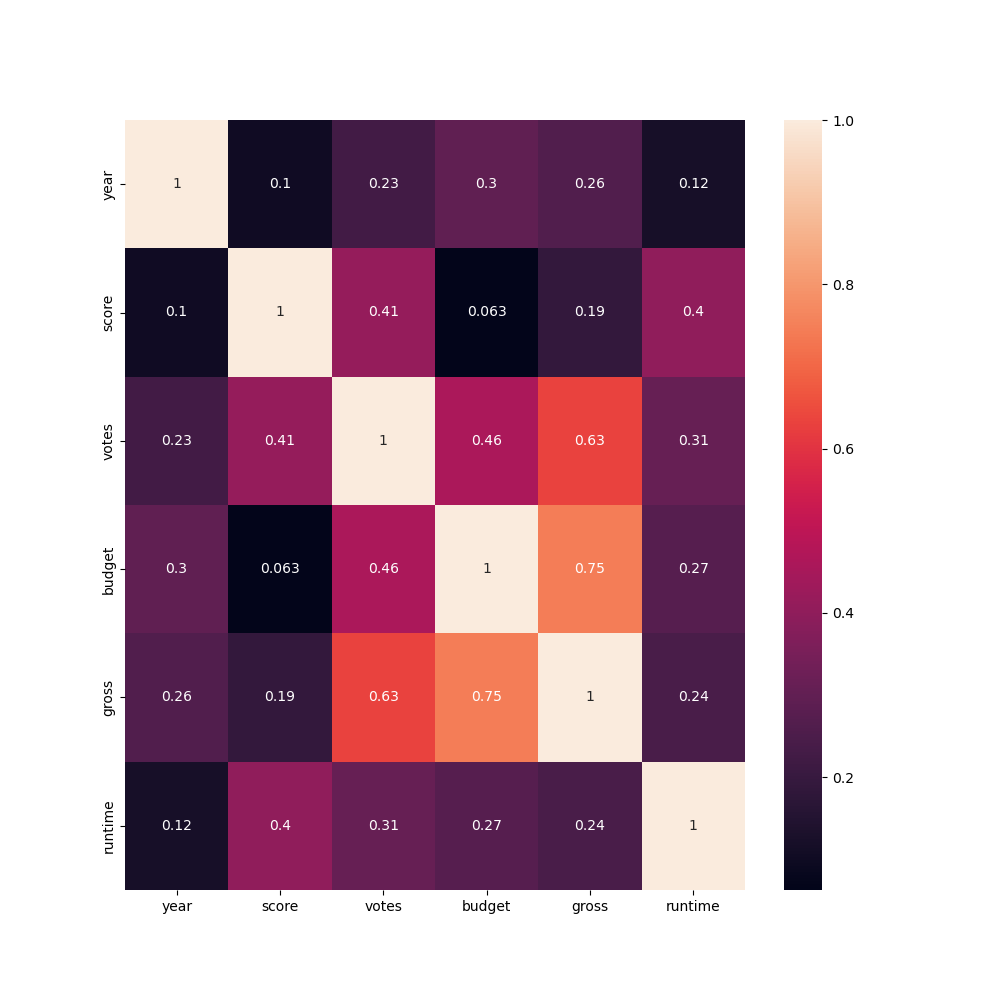 1.0
year 1 0.1 0.23 0.3 0.26 0.12
0.8
score 0.1 1 0.41 0.063 0.19 0.4
votes 0.23 0.41 1 0.46 0.63 0.31
0.6
budget 0.3 0.063 0.46 1 0.75 0.27
0.4
gross 0.26 0.19 0.63 0.75 1 0.24
0.2
runtime 0.12 0.4 0.31 0.27 0.24 1
year score votes budget gross runtime